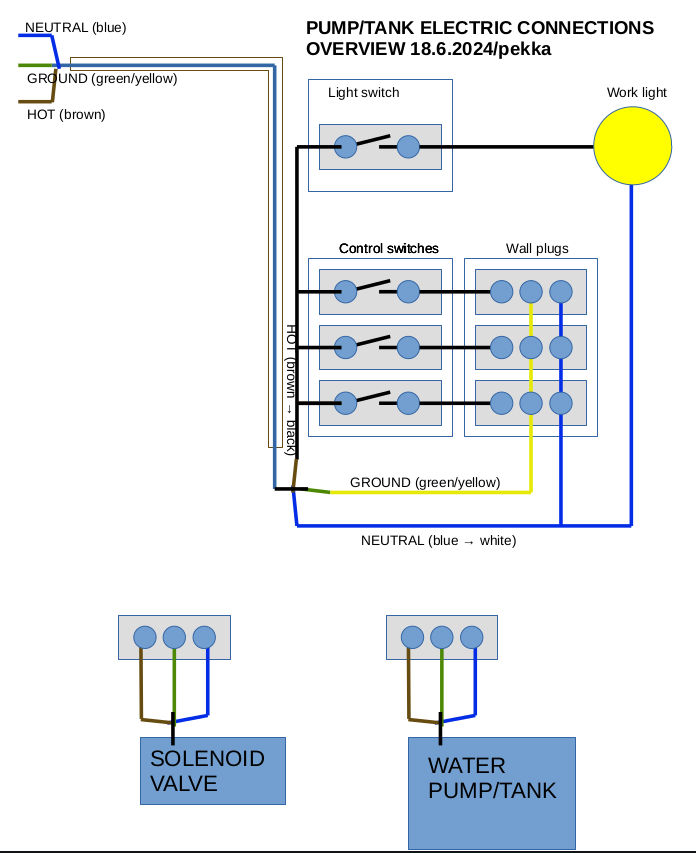 NEUTRAL (blue)
GROUND (green/yellow)
HOT (brown)
PUMP/TANK ELECTRIC CONNECTIONS
OVERVIEW 18.6.2024/pekka
Light switch
Work light
Control switches
Wall plugs
HOT (brown → black)
GROUND (green/yellow)
NEUTRAL (blue → white)
SOLENOID
VALVE
WATER
PUMP/TANK